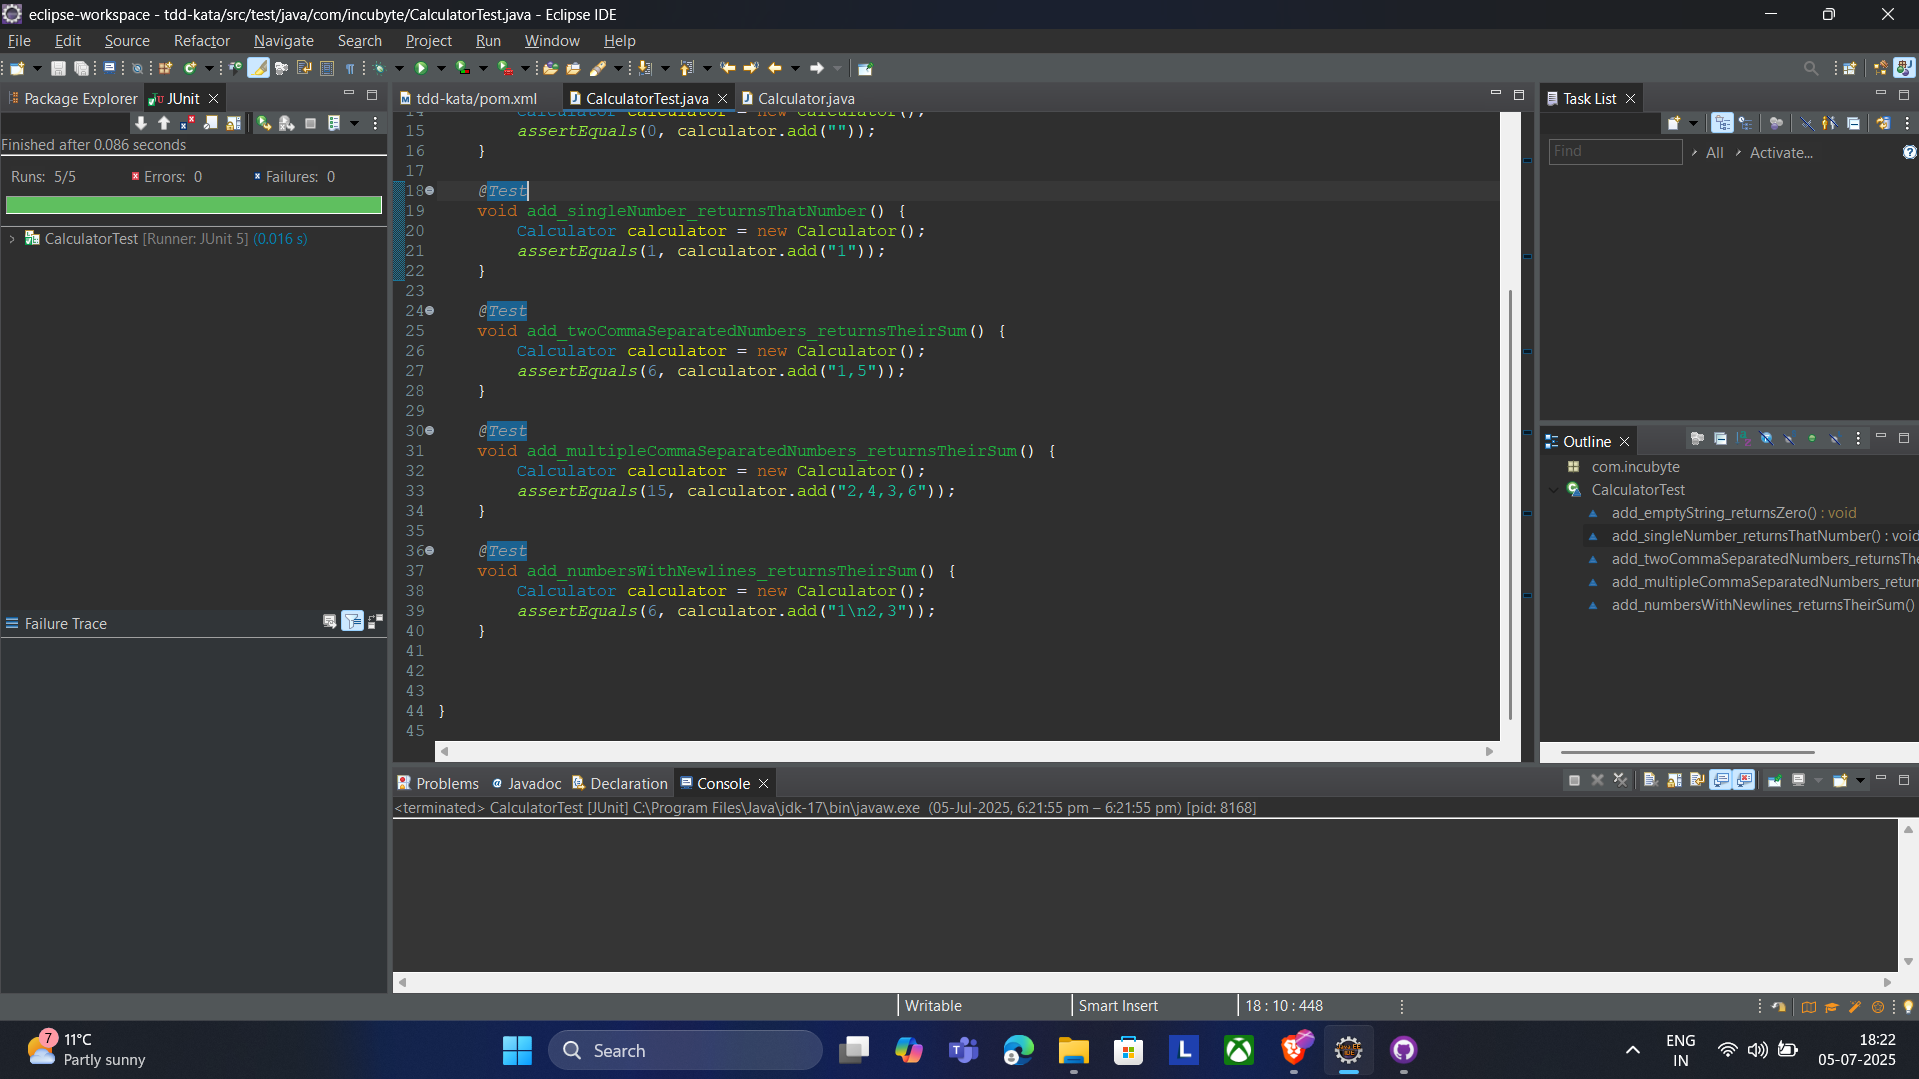 eclipse-workspace - tdd-kata/src/test/java/com/incubyte/CalculatorTest.java - Eclipse IDE
File Edit Source Refactor Navigate Search Project Run Window Help
Package Explorer
JUnit
Finished after 0.086 seconds
Runs: 5/5 Errors: 0 Failures: 0
CalculatorTest [Runner: JUnit 5] (0.016 s)
Failure Trace
tdd-kata/pom.xml CalculatorTest.java Calculator.java
14 Calculator calculator = new Calculator();
15 assertEquals(0, calculator.add(""));
16 }
17
18 @Test
19 void add_singleNumber_returnsThatNumber() {
20 Calculator calculator = new Calculator();
21 assertEquals(1, calculator.add("1"));
22 }
23
24 @Test
25 void add_twoCommaSeparatedNumbers_returnsTheirSum() {
26 Calculator calculator = new Calculator();
27 assertEquals(6, calculator.add("1,5"));
28 }
29
30 @Test
31 void add_multipleCommaSeparatedNumbers_returnsTheirSum() {
32 Calculator calculator = new Calculator();
33 assertEquals(15, calculator.add("2,4,3,6"));
34 }
35
36 @Test
37 void add_numbersWithNewlines_returnsTheirSum() {
38 Calculator calculator = new Calculator();
39 assertEquals(6, calculator.add("1\n2,3"));
40 }
41
42
43
44 }
45
Task List
Find All Activate...
Outline
com.incubyte
CalculatorTest
add_emptyString_returnsZero() : void
add_singleNumber_returnsThatNumber() : void
add_twoCommaSeparatedNumbers_returnsThe
add_multipleCommaSeparatedNumbers_return
add_numbersWithNewlines_returnsTheirSum()
Problems Javadoc Declaration Console
<terminated> CalculatorTest [JUnit] C:\Program Files\Java\jdk-17\bin\javaw.exe (05-Jul-2025, 6:21:55 pm – 6:21:55 pm) [pid: 8168]
Writable Smart Insert 18 : 10 : 448
7
11°C
Partly sunny
Search
L
ENG
IN
18:22
05-07-2025